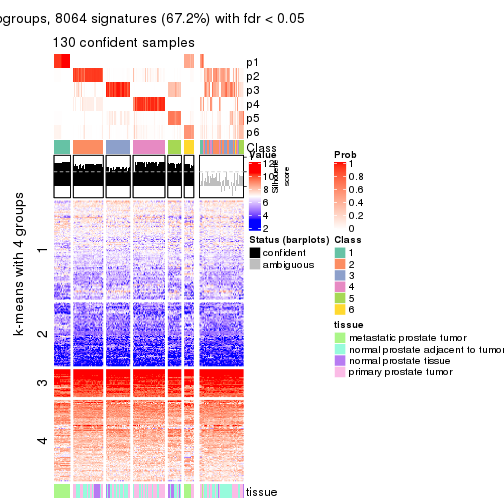 ogroups, 8064 signatures (67.2%) with fdr < 0.05
130 confident samples
p1
p2
p3
p4
p5
p6
Class
silhouette score
k-means with 4 groups
1
2
3
4
tissue
Value
12
10
8
6
4
2
Status (barplots)
confident
ambiguous
Prob
1
0.8
0.6
0.4
0.2
0
Class
1
2
3
4
5
6
tissue
metastatic prostate tumor
normal prostate adjacent to tumor
normal prostate tissue
primary prostate tumor